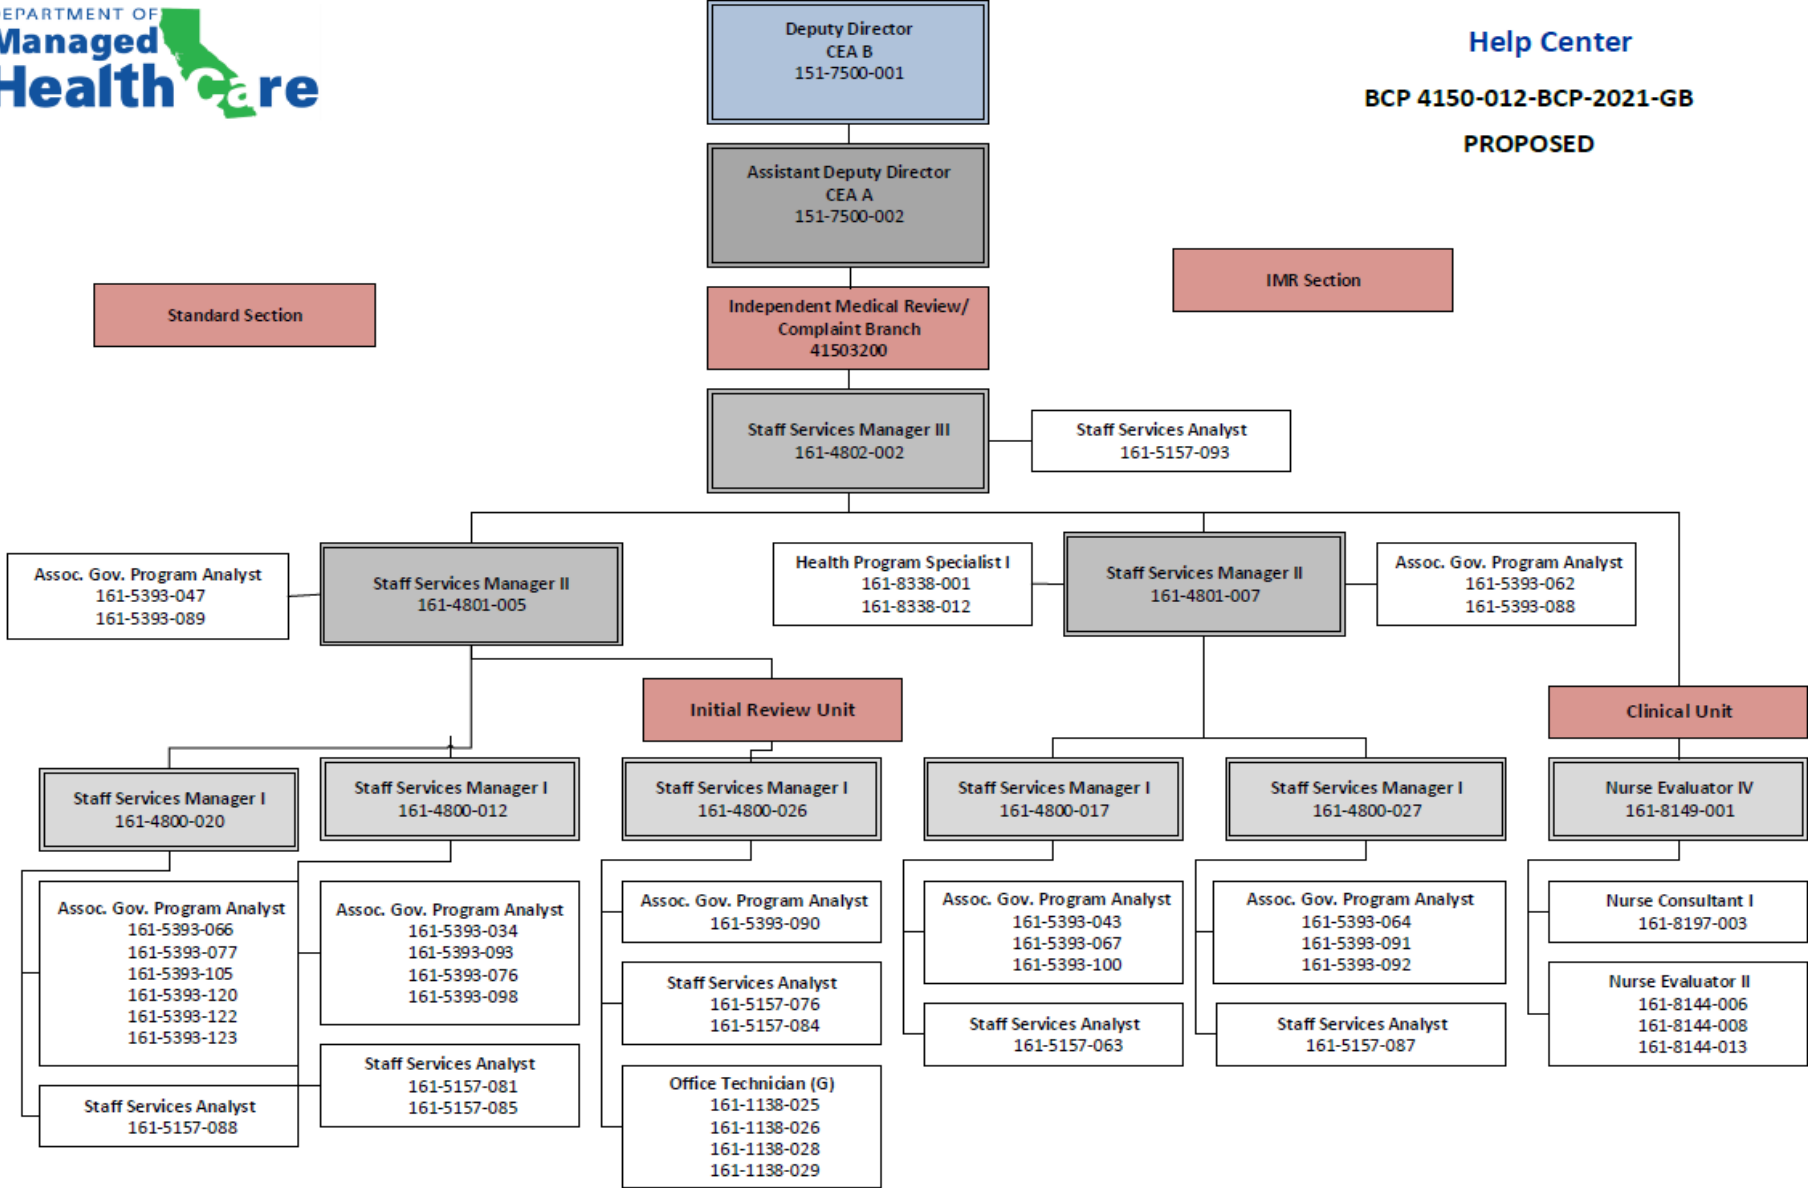 DEPARTMENT OF
Managed
Health Care
Help Center
BCP 4150-012-BCP-2021-GB
PROPOSED
Deputy Director
CEA B
151-7500-001
Assistant Deputy Director
CEA A
151-7500-002
Standard Section
Independent Medical Review/
Complaint Branch
41503200
IMR Section
Staff Services Manager III
161-4802-002
Staff Services Analyst
161-5157-093
Assoc. Gov. Program Analyst
161-5393-047
161-5393-089
Staff Services Manager II
161-4801-005
Health Program Specialist I
161-8338-001
161-8338-012
Staff Services Manager II
161-4801-007
Assoc. Gov. Program Analyst
161-5393-062
161-5393-088
Initial Review Unit
Clinical Unit
Staff Services Manager I
161-4800-020
Staff Services Manager I
161-4800-012
Staff Services Manager I
161-4800-026
Staff Services Manager I
161-4800-017
Staff Services Manager I
161-4800-027
Nurse Evaluator IV
161-8149-001
Assoc. Gov. Program Analyst
161-5393-066
161-5393-077
161-5393-105
161-5393-120
161-5393-122
161-5393-123
Staff Services Analyst
161-5157-088
Assoc. Gov. Program Analyst
161-5393-034
161-5393-093
161-5393-076
161-5393-098
Staff Services Analyst
161-5157-081
161-5157-085
Assoc. Gov. Program Analyst
161-5393-090
Staff Services Analyst
161-5157-076
161-5157-084
Office Technician (G)
161-1138-025
161-1138-026
161-1138-028
161-1138-029
Assoc. Gov. Program Analyst
161-5393-043
161-5393-067
161-5393-100
Staff Services Analyst
161-5157-063
Assoc. Gov. Program Analyst
161-5393-064
161-5393-091
161-5393-092
Staff Services Analyst
161-5157-087
Nurse Consultant I
161-8197-003
Nurse Evaluator II
161-8144-006
161-8144-008
161-8144-013